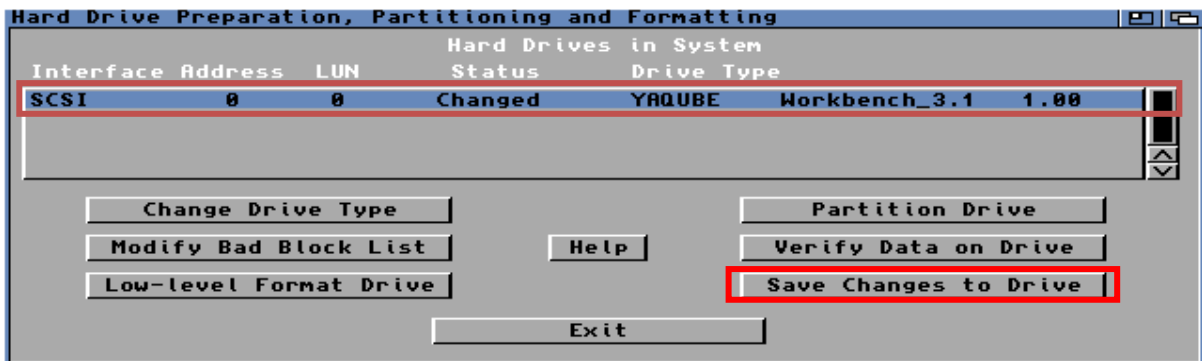 Hard Drive Preparation, Partitioning and Formatting
Hard Drives in System
Interface Address LUN Status Drive Type
SCSI 0 0 Changed YAQUBE Workbench_3.1 1.00
Change Drive Type Partition Drive
Modify Bad Block List Help Verify Data on Drive
Low-level Format Drive Save Changes to Drive
Exit